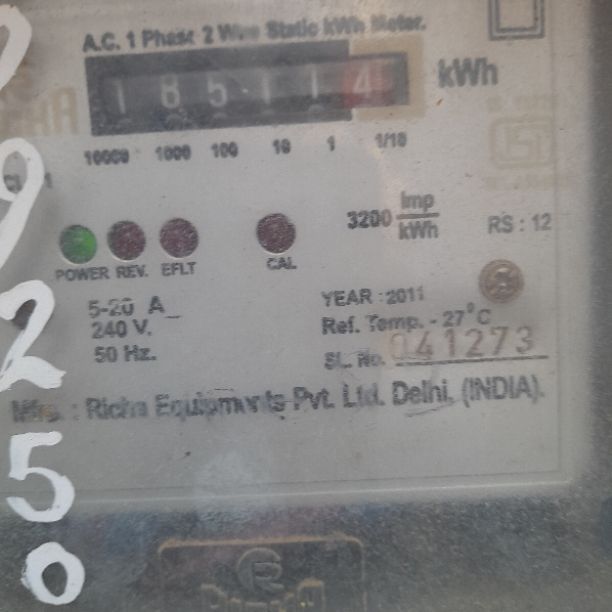 A.C. 1 Phase 2 Wire Static kWh Meter.
1 8 5 1 1 4 kWh
10000 1000 100 10 1 1/10
3200 Imp/kWh
RS : 12
POWER REV. EFLT CAL
5-20 A
240 V.
50 Hz.
YEAR : 2011
Ref. Temp. - 27°C
SL. No. 041273
Mfg. : Richa Equipments Pvt. Ltd. Delhi. (INDIA).
9
2
5
0